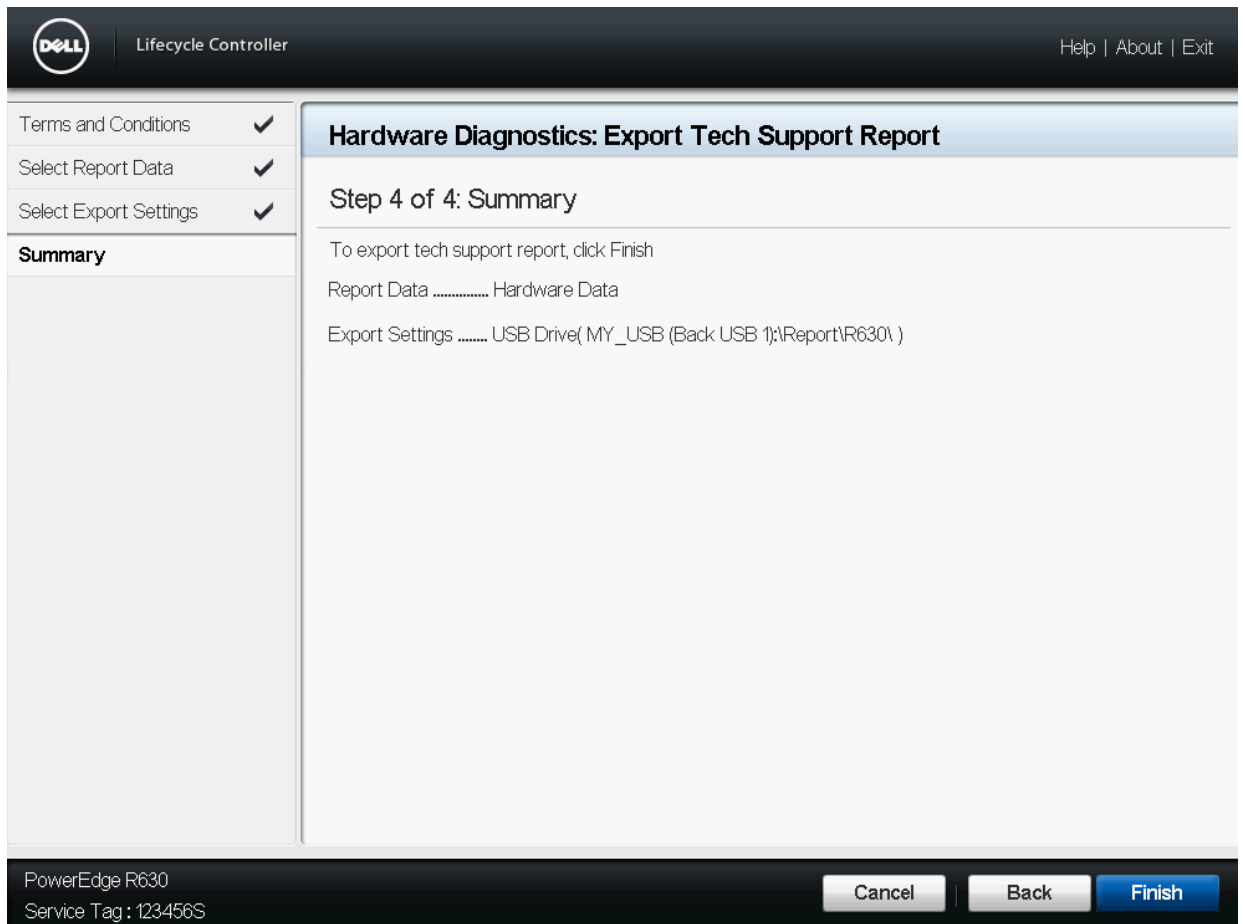 DELL
Lifecycle Controller
Help | About | Exit
Terms and Conditions
Select Report Data
Select Export Settings
Summary
Hardware Diagnostics: Export Tech Support Report
Step 4 of 4: Summary
To export tech support report, click Finish
Report Data .............. Hardware Data
Export Settings ........ USB Drive( MY_USB (Back USB 1):\Report\R630\ )
PowerEdge R630
Service Tag : 123456S
Cancel
Back
Finish